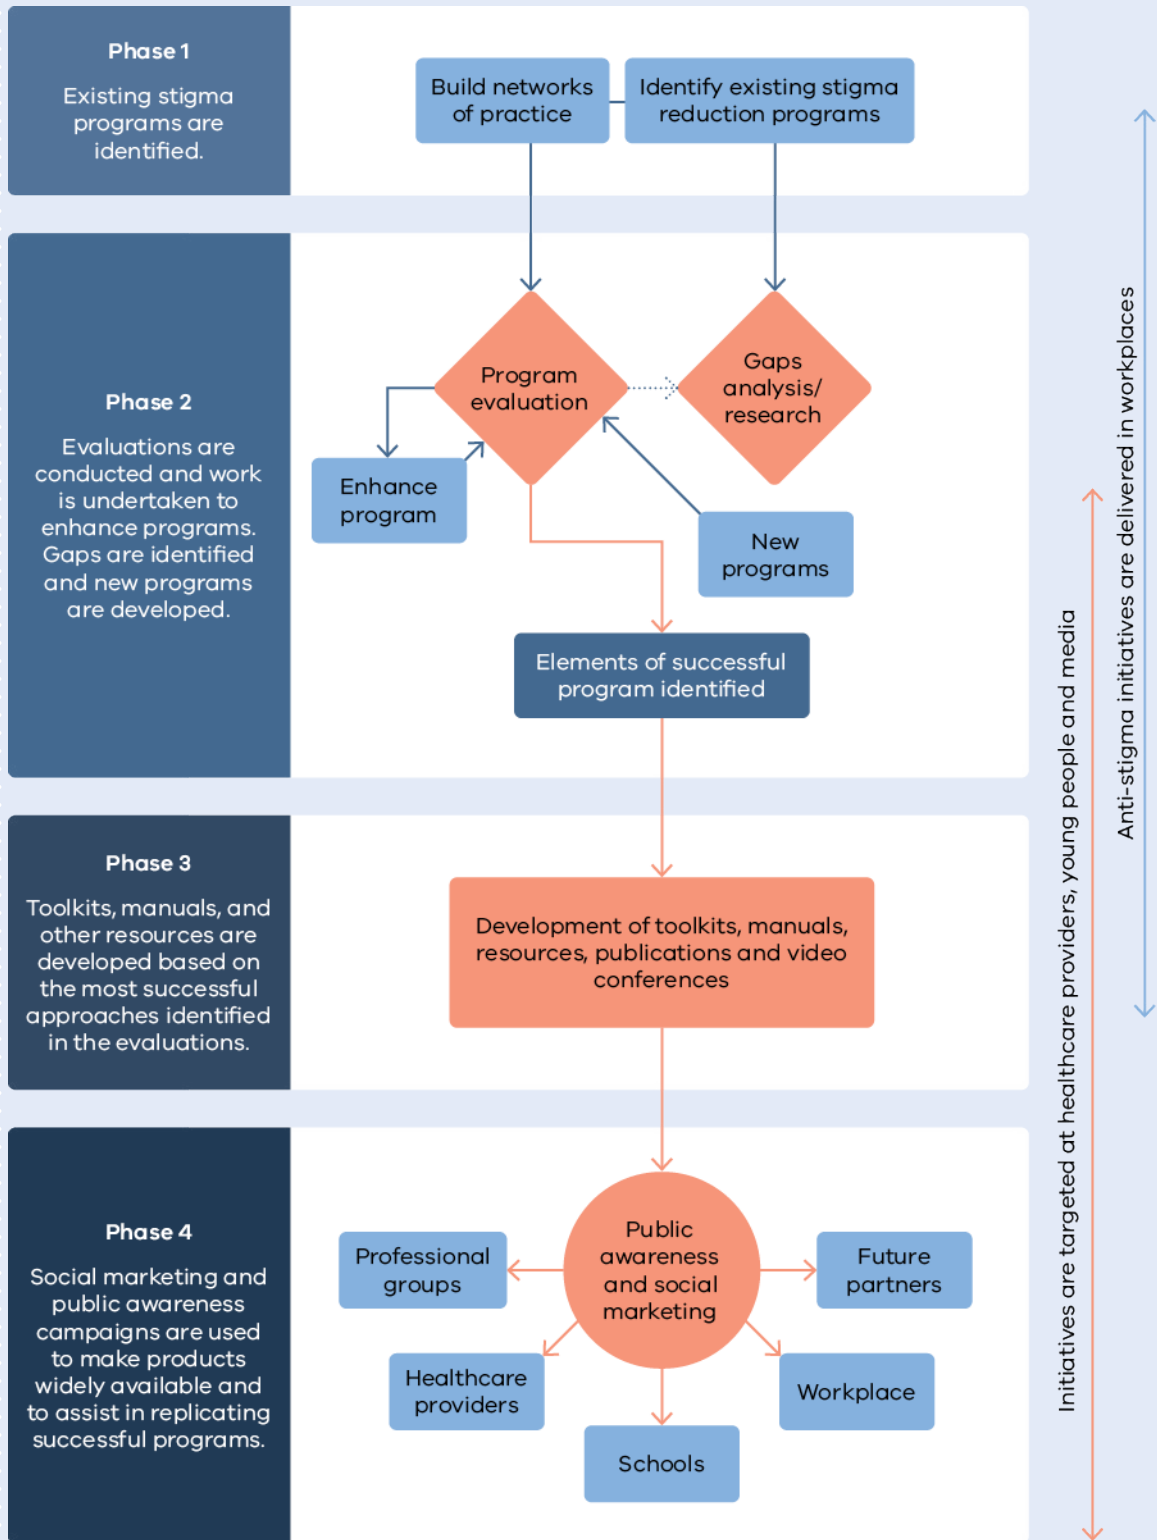 Phase 1
Existing stigma
programs are
identified.
Build networks
of practice
Identify existing stigma
reduction programs
Phase 2
Evaluations are
conducted and work
is undertaken to
enhance programs.
Gaps are identified
and new programs
are developed.
Program
evaluation
Gaps
analysis/
research
Enhance
program
New
programs
Elements of successful
program identified
Phase 3
Toolkits, manuals, and
other resources are
developed based on
the most successful
approaches identified
in the evaluations.
Development of toolkits, manuals,
resources, publications and video
conferences
Phase 4
Social marketing and
public awareness
campaigns are used
to make products
widely available and
to assist in replicating
successful programs.
Public
awareness
and social
marketing
Professional
groups
Future
partners
Healthcare
providers
Workplace
Schools
Initiatives are targeted at healthcare providers, young people and media
Anti-stigma initiatives are delivered in workplaces